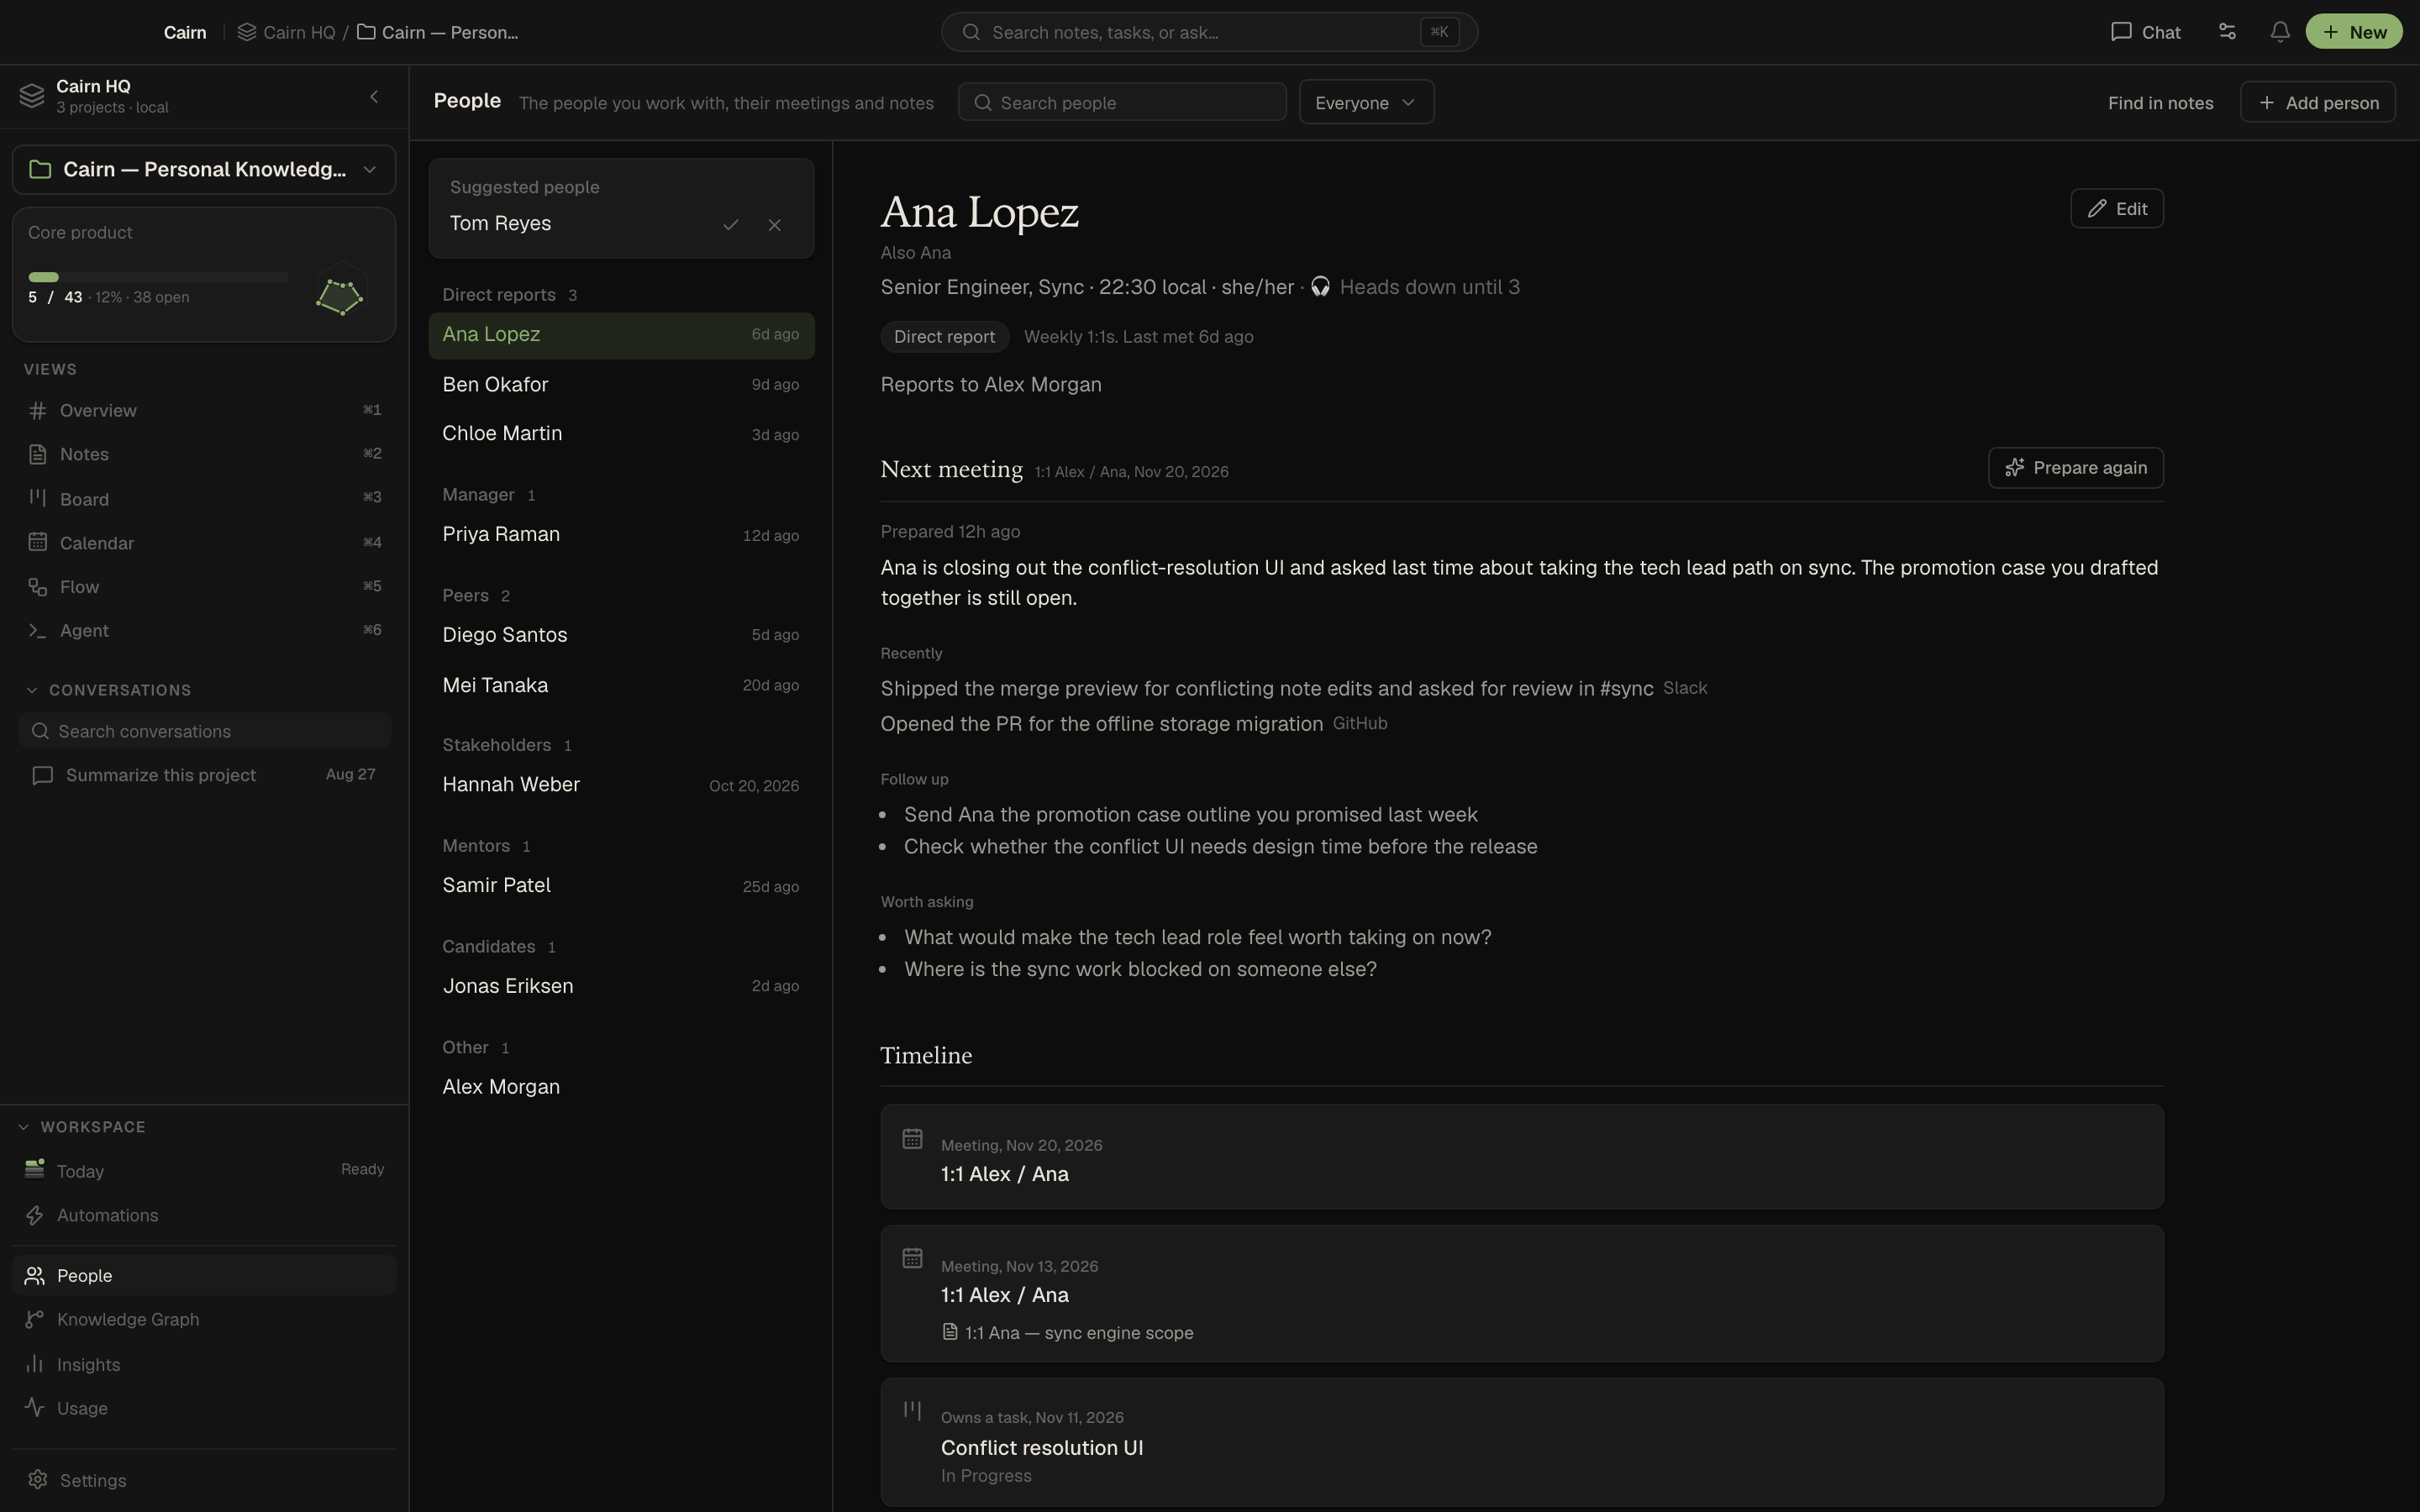 Cairn
Cairn HQ / Cairn — Person...
Search notes, tasks, or ask...
⌘K
Chat
New
Cairn HQ
3 projects · local
Cairn — Personal Knowledg...
Core product
5 / 43 · 12% · 38 open
VIEWS
Overview ⌘1
Notes ⌘2
Board ⌘3
Calendar ⌘4
Flow ⌘5
Agent ⌘6
CONVERSATIONS
Search conversations
Summarize this project Aug 27
WORKSPACE
Today Ready
Automations
People
Knowledge Graph
Insights
Usage
Settings
People The people you work with, their meetings and notes
Search people
Everyone
Find in notes
Add person
Suggested people
Tom Reyes
Direct reports 3
Ana Lopez 6d ago
Ben Okafor 9d ago
Chloe Martin 3d ago
Manager 1
Priya Raman 12d ago
Peers 2
Diego Santos 5d ago
Mei Tanaka 20d ago
Stakeholders 1
Hannah Weber Oct 20, 2026
Mentors 1
Samir Patel 25d ago
Candidates 1
Jonas Eriksen 2d ago
Other 1
Alex Morgan
Ana Lopez
Edit
Also Ana
Senior Engineer, Sync · 22:30 local · she/her · 🎧 Heads down until 3
Direct report Weekly 1:1s. Last met 6d ago
Reports to Alex Morgan
Next meeting 1:1 Alex / Ana, Nov 20, 2026
Prepare again
Prepared 12h ago
Ana is closing out the conflict-resolution UI and asked last time about taking the tech lead path on sync. The promotion case you drafted
together is still open.
Recently
Shipped the merge preview for conflicting note edits and asked for review in #sync Slack
Opened the PR for the offline storage migration GitHub
Follow up
• Send Ana the promotion case outline you promised last week
• Check whether the conflict UI needs design time before the release
Worth asking
• What would make the tech lead role feel worth taking on now?
• Where is the sync work blocked on someone else?
Timeline
Meeting, Nov 20, 2026
1:1 Alex / Ana
Meeting, Nov 13, 2026
1:1 Alex / Ana
1:1 Ana — sync engine scope
Owns a task, Nov 11, 2026
Conflict resolution UI
In Progress